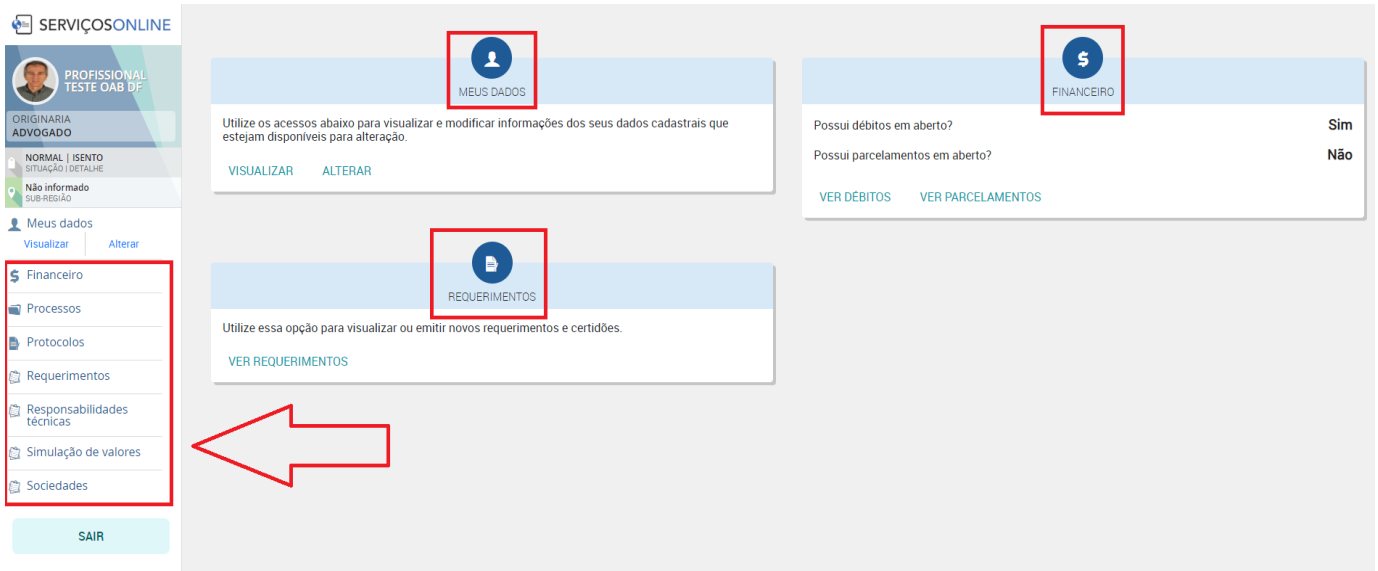 SERVIÇOSONLINE
PROFISSIONAL
TESTE OAB DF
ORIGINARIA
ADVOGADO
NORMAL | ISENTO
SITUAÇÃO | DETALHE
Não informado
SUB-REGIÃO
Meus dados
Visualizar Alterar
Financeiro
Processos
Protocolos
Requerimentos
Responsabilidades
técnicas
Simulação de valores
Sociedades
SAIR
MEUS DADOS
Utilize os acessos abaixo para visualizar e modificar informações dos seus dados cadastrais que
estejam disponíveis para alteração.
VISUALIZAR ALTERAR
FINANCEIRO
Possui débitos em aberto? Sim
Possui parcelamentos em aberto? Não
VER DÉBITOS VER PARCELAMENTOS
REQUERIMENTOS
Utilize essa opção para visualizar ou emitir novos requerimentos e certidões.
VER REQUERIMENTOS